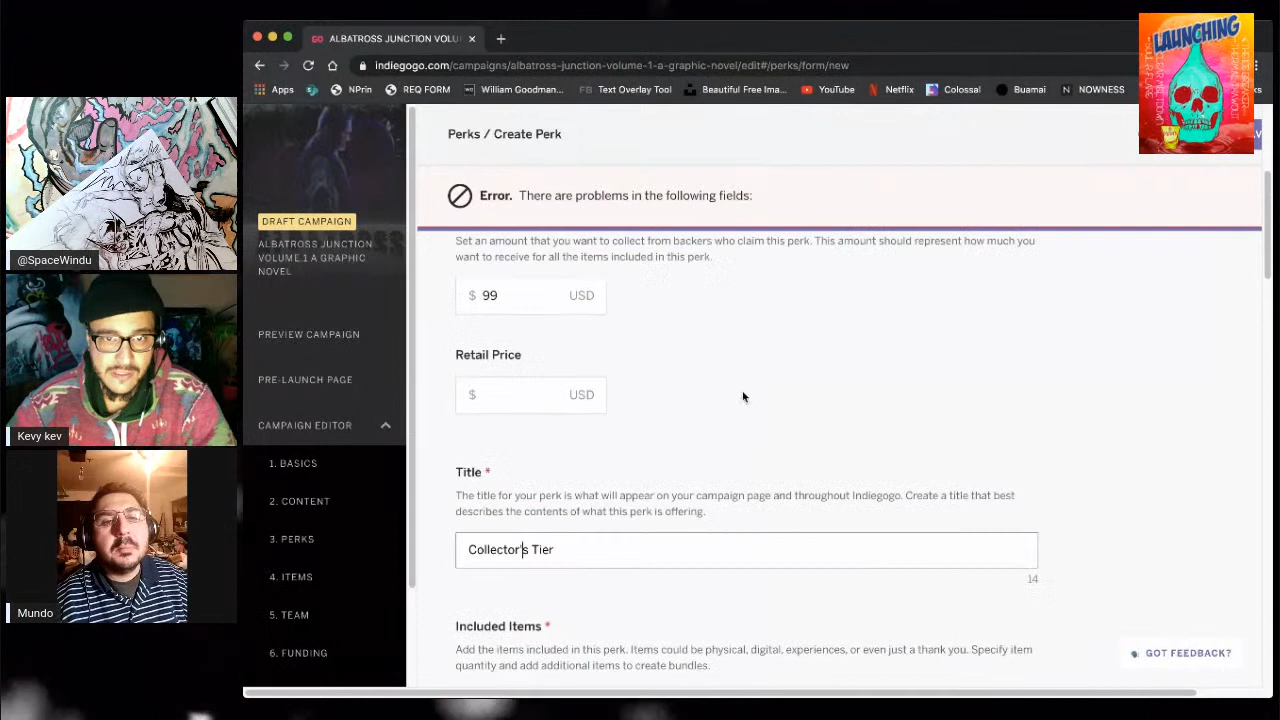 ALBATROSS JUNCTION VOLU
indiegogo.com/campaigns/albatross-junction-volume-1-a-graphic-novel/edit#/perks/form/new
Apps
NPrin
REQ FORM
William Goodman...
FB Text Overlay Tool
Beautiful Free Ima...
YouTube
Netflix
Colossal
Buamai
N NOWNESS
LAUNCHING
Perks / Create Perk
Error. There are problems in the following fields:
DRAFT CAMPAIGN
ALBATROSS JUNCTION
VOLUME.1 A GRAPHIC
NOVEL
PREVIEW CAMPAIGN
PRE-LAUNCH PAGE
CAMPAIGN EDITOR
1. BASICS
2. CONTENT
3. PERKS
4. ITEMS
5. TEAM
6. FUNDING
Set an amount that you want to collect from backers who claim this perk. This amount should represent how much you
want to receive for all the items included in this perk.
$ 99 USD
Retail Price
$ USD
Title *
The title for your perk is what will appear on your campaign page and throughout Indiegogo. Create a title that best
describes the contents of what this perk is offering.
Collector's Tier
14
Included Items *
Add the items included in this perk. Items could be physical, digital, experiences, or even just a thank you. Specify item
quantity and add additional items to create bundles.
GOT FEEDBACK?
@SpaceWindu
Kevy kev
Mundo